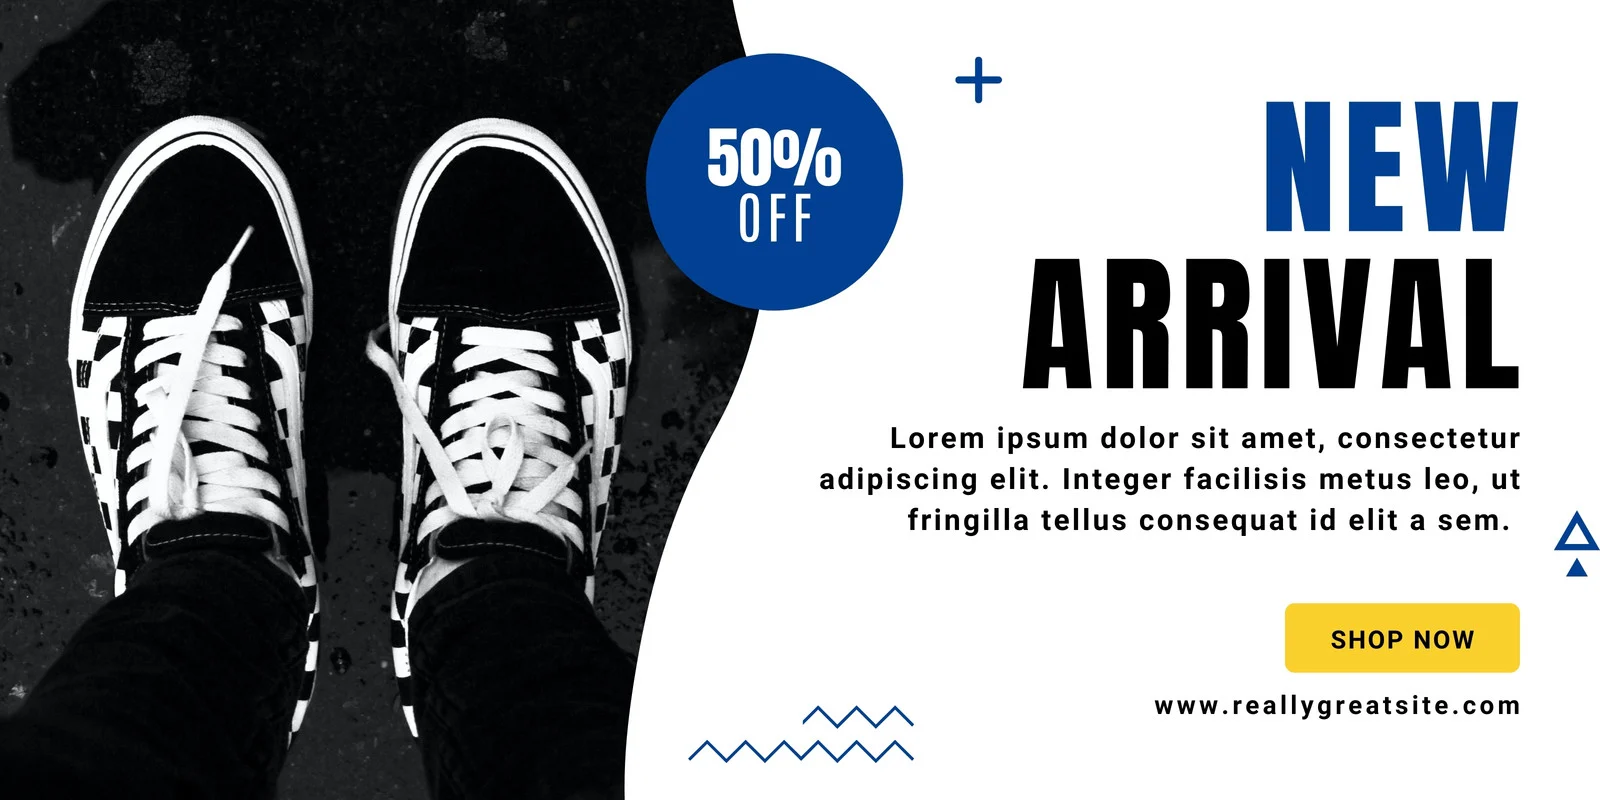 50%
OFF
NEW
ARRIVAL
Lorem ipsum dolor sit amet, consectetur
adipiscing elit. Integer facilisis metus leo, ut
fringilla tellus consequat id elit a sem.
SHOP NOW
www.reallygreatsite.com